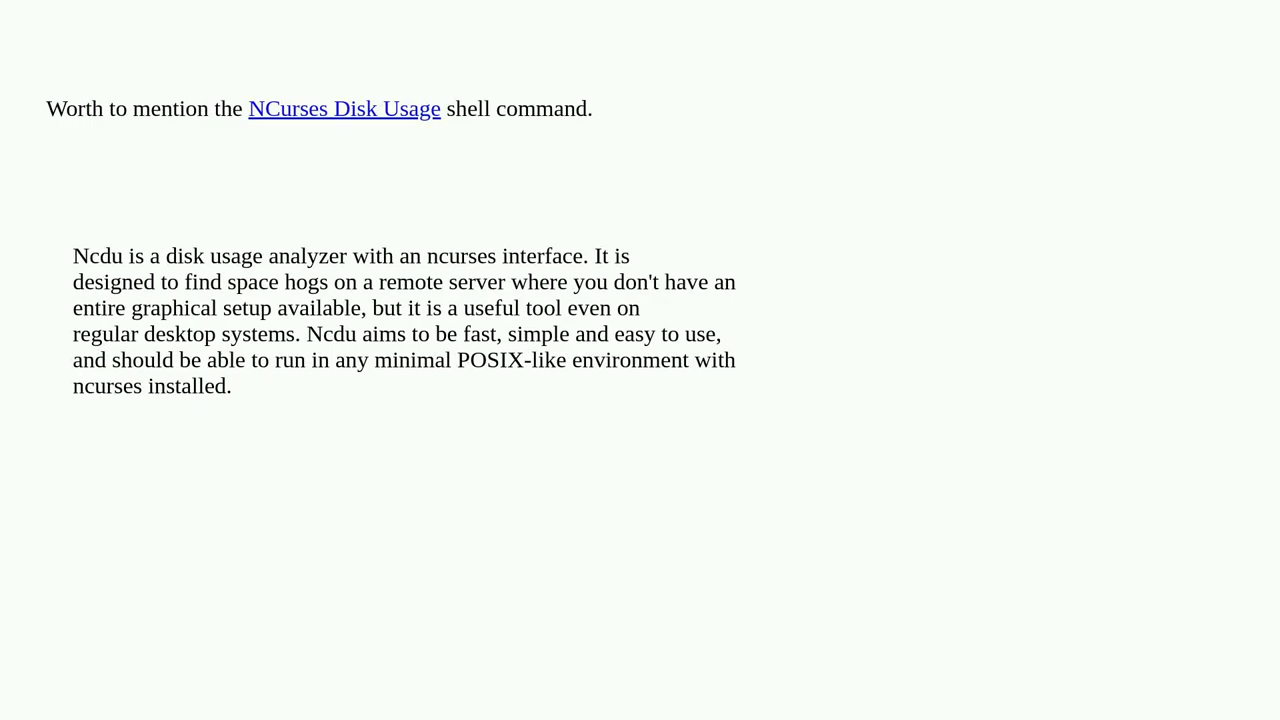 Worth to mention the NCurses Disk Usage shell command.
Ncdu is a disk usage analyzer with an ncurses interface. It is
designed to find space hogs on a remote server where you don't have an
entire graphical setup available, but it is a useful tool even on
regular desktop systems. Ncdu aims to be fast, simple and easy to use,
and should be able to run in any minimal POSIX-like environment with
ncurses installed.